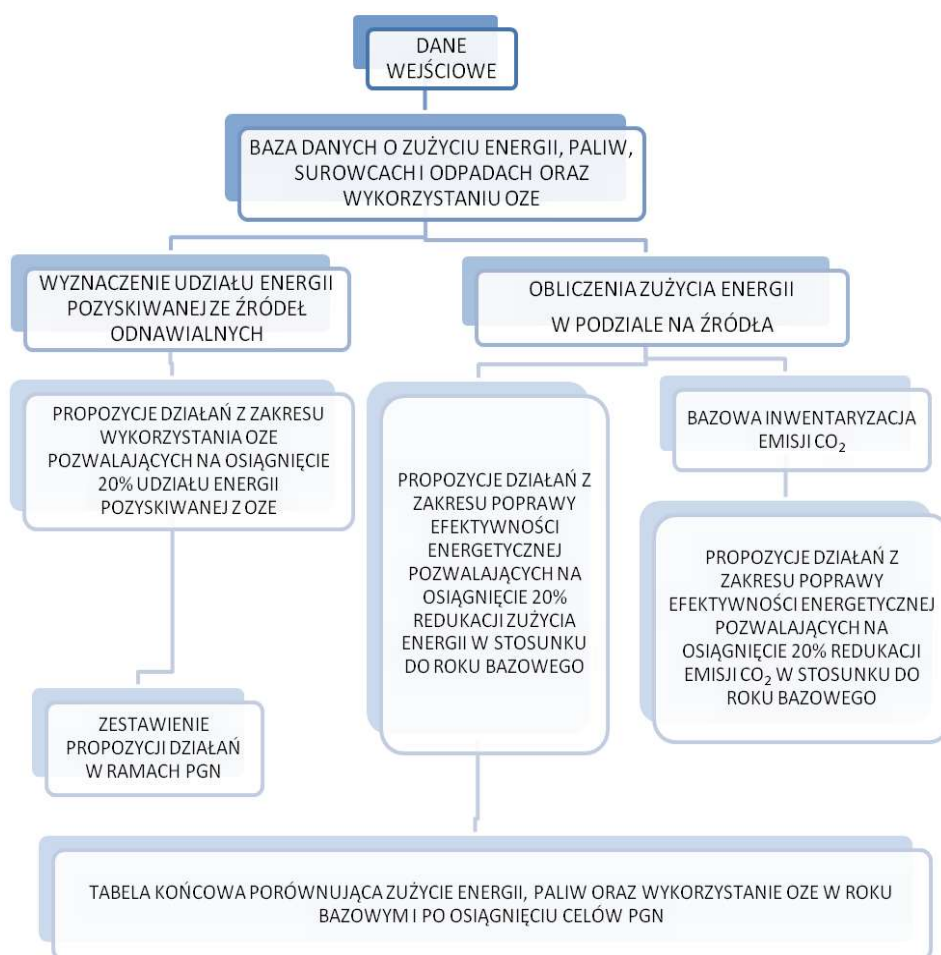 DANE
WEJŚCIOWE
BAZA DANYCH O ZUŻYCIU ENERGII, PALIW,
SUROWCACH I ODPADACH ORAZ
WYKORZYSTANIU OZE
WYZNACZENIE UDZIAŁU ENERGII
POZYSKIWANEJ ZE ŹRÓDEŁ
ODNAWIALNYCH
OBLICZENIA ZUŻYCIA ENERGII
W PODZIALE NA ŹRÓDŁA
PROPOZYCJE DZIAŁAŃ Z ZAKRESU
WYKORZYSTANIA OZE
POZWALAJĄCYCH NA OSIĄGNIĘCIE
20% UDZIAŁU ENERGII
POZYSKIWANEJ Z OZE
PROPOZYCJE DZIAŁAŃ Z
ZAKRESU POPRAWY
EFEKTYWNOŚCI
ENERGETYCZNEJ
POZWALAJĄCYCH NA
OSIĄGNIĘCIE 20%
REDUKACJI ZUŻYCIA
ENERGII W STOSUNKU
DO ROKU BAZOWEGO
BAZOWA INWENTARYZACJA
EMISJI CO₂
PROPOZYCJE DZIAŁAŃ Z
ZAKRESU POPRAWY
EFEKTYWNOŚCI ENERGETYCZNEJ
POZWALAJĄCYCH NA
OSIĄGNIĘCIE 20% REDUKACJI
EMISJI CO₂ W STOSUNKU DO
ROKU BAZOWEGO
ZESTAWIENIE
PROPOZYCJI DZIAŁAŃ
W RAMACH PGN
TABELA KOŃCOWA PORÓWNUJĄCA ZUŻYCIE ENERGII, PALIW ORAZ WYKORZYSTANIE OZE W ROKU
BAZOWYM I PO OSIĄGNIĘCIU CELÓW PGN